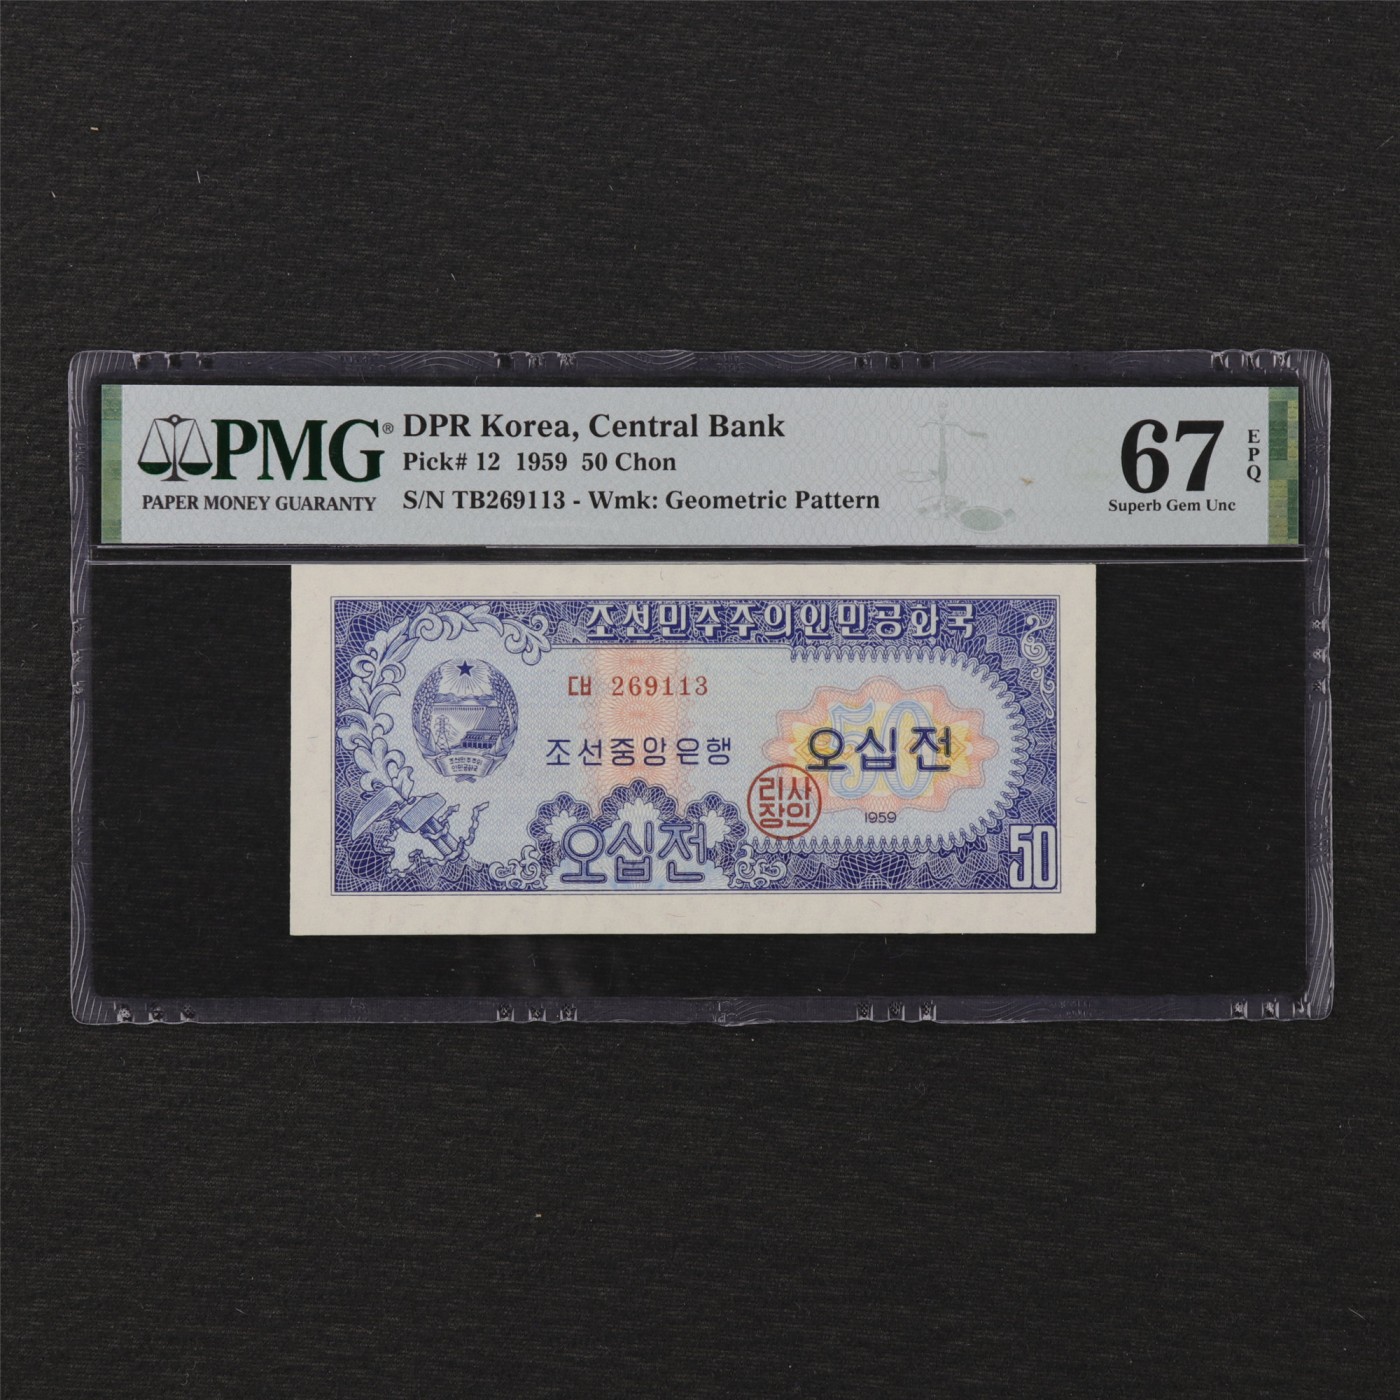 PMG®
PAPER MONEY GUARANTY
DPR Korea, Central Bank
Pick# 12 1959 50 Chon
S/N TB269113 - Wmk: Geometric Pattern
67
EPQ
Superb Gem Unc
조선민주주의인민공화국
대 269113
조선중앙은행
50
오십전
리사
장인
1959
오십전
50